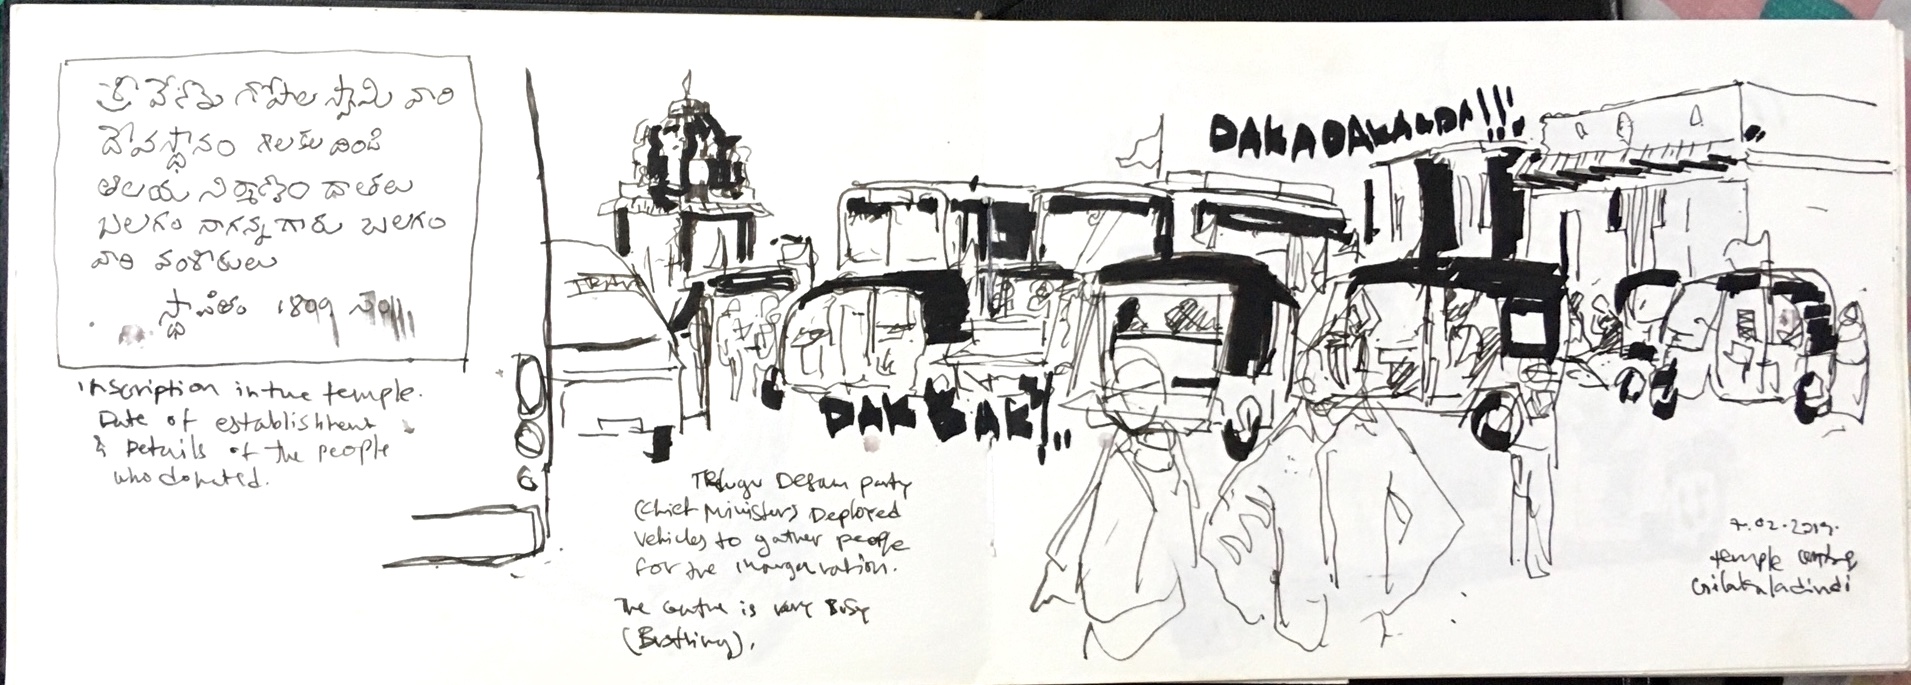 శ్రీ వేణు గోపాల స్వామి వారి
దేవస్థానం గిలకలదిండి
ఆలయ నిర్మాణం దాతలు
బలగం నాగన్న గారు బలగం
వారి వంశీకులు
స్థాపితం 1899 సం॥
inscription in the temple.
Date of establishment
& Details of the people
who donated.
TRAV
DAKADAKADA!!!
DAK DAK!..
Telugu Desam party
(Chief Minister) Deployed
vehicles to gather people
for the inauguration.
The centre is very Busy
(Bustling).
7.02.2019.
temple centre
Gilakaladindi